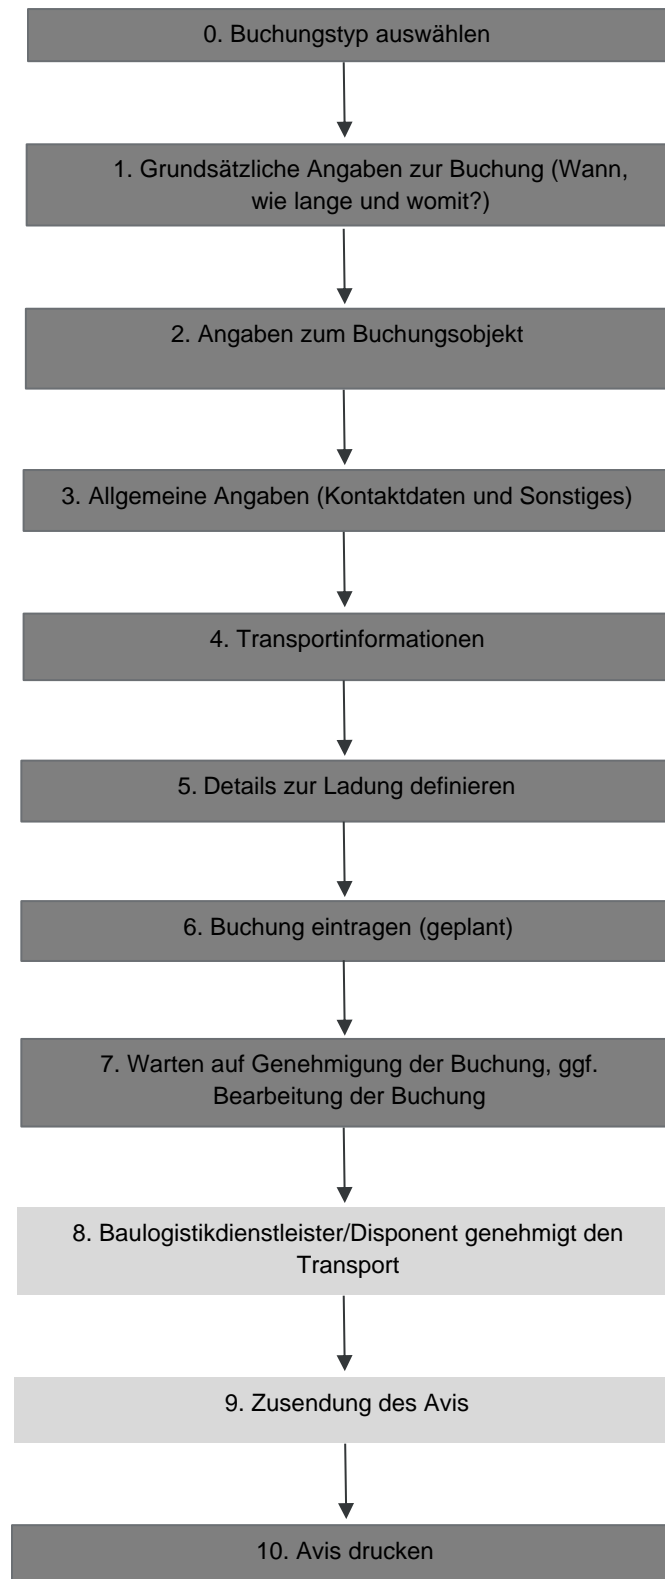 0. Buchungstyp auswählen
1. Grundsätzliche Angaben zur Buchung (Wann,
wie lange und womit?)
2. Angaben zum Buchungsobjekt
3. Allgemeine Angaben (Kontaktdaten und Sonstiges)
4. Transportinformationen
5. Details zur Ladung definieren
6. Buchung eintragen (geplant)
7. Warten auf Genehmigung der Buchung, ggf.
Bearbeitung der Buchung
8. Baulogistikdienstleister/Disponent genehmigt den
Transport
9. Zusendung des Avis
10. Avis drucken